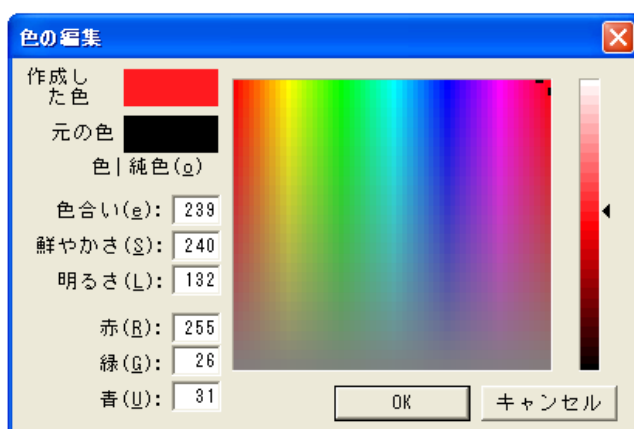 色の編集
作成し
た色
元の色
色|純色(o)
色合い(e): 239
鮮やかさ(S): 240
明るさ(L): 132
赤(R): 255
緑(G): 26
青(U): 31
OK キャンセル